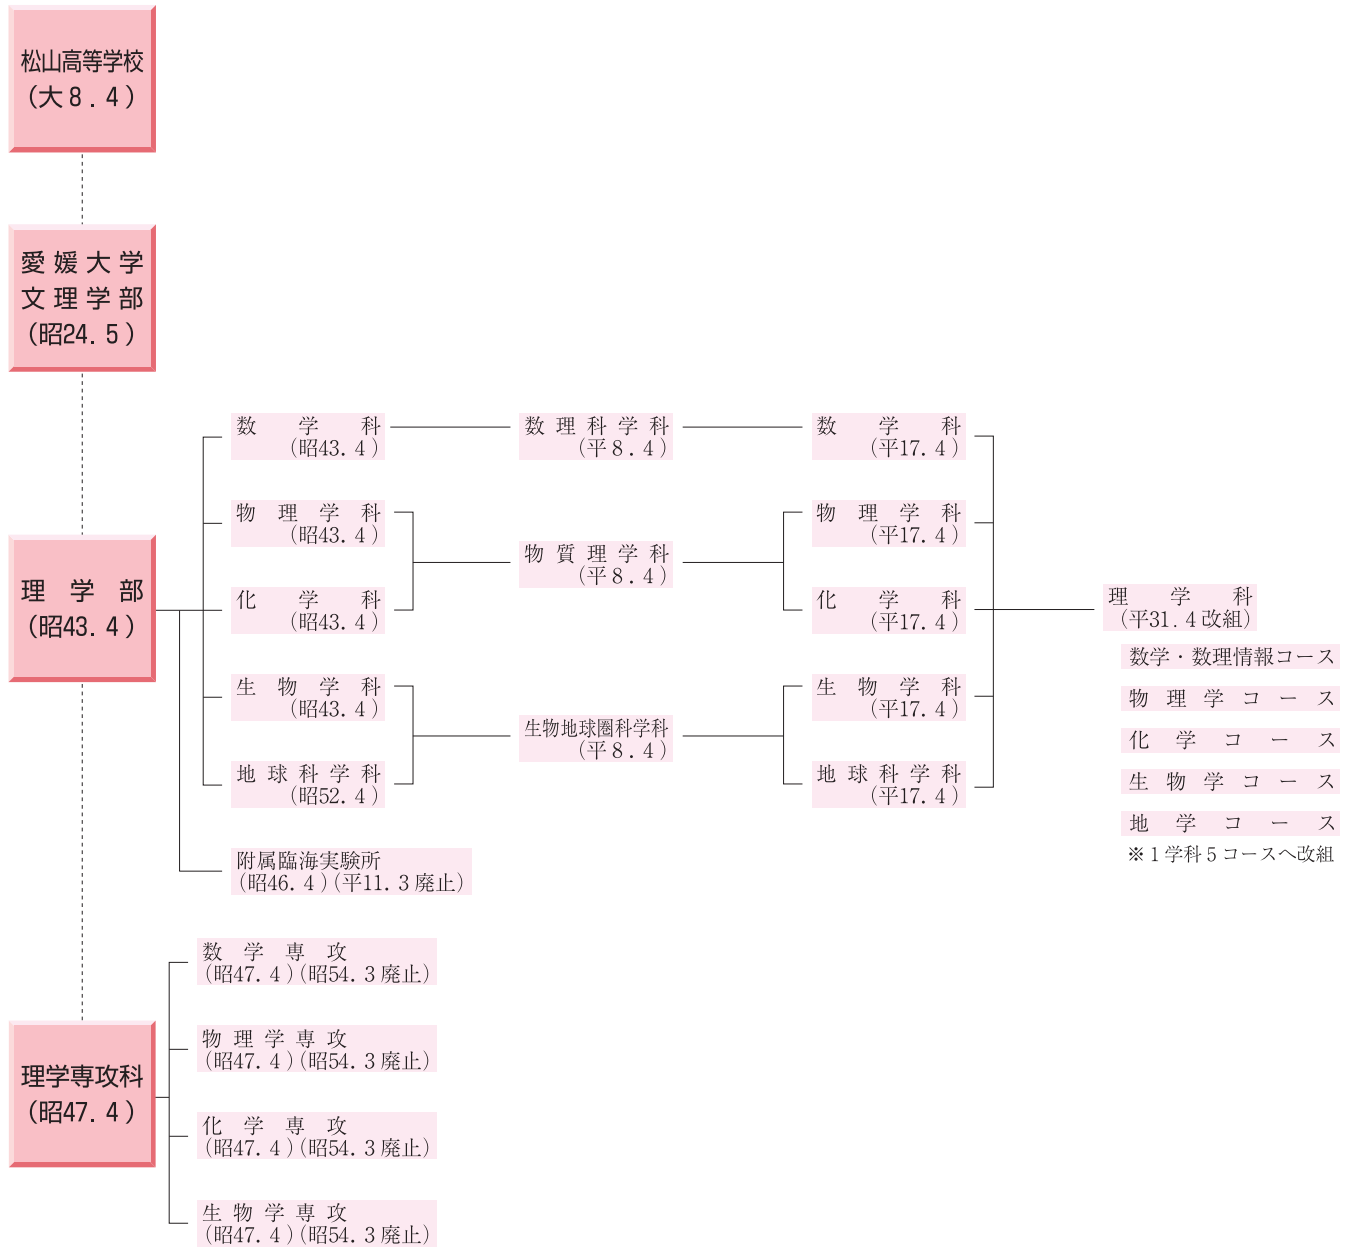 松山高等学校
(大8.4)
愛媛大学
文理学部
(昭24.5)
理学部
(昭43.4)
数学科
(昭43.4)
物理学科
(昭43.4)
化学科
(昭43.4)
生物学科
(昭43.4)
地球科学科
(昭52.4)
附属臨海実験所
(昭46.4)(平11.3廃止)
数理科学科
(平8.4)
物質理学科
(平8.4)
生物地球圏科学科
(平8.4)
数学科
(平17.4)
物理学科
(平17.4)
化学科
(平17.4)
生物学科
(平17.4)
地球科学科
(平17.4)
理学科
(平31.4改組)
数学・数理情報コース
物理学コース
化学コース
生物学コース
地学コース
※1学科5コースへ改組
理学専攻科
(昭47.4)
数学専攻
(昭47.4)(昭54.3廃止)
物理学専攻
(昭47.4)(昭54.3廃止)
化学専攻
(昭47.4)(昭54.3廃止)
生物学専攻
(昭47.4)(昭54.3廃止)